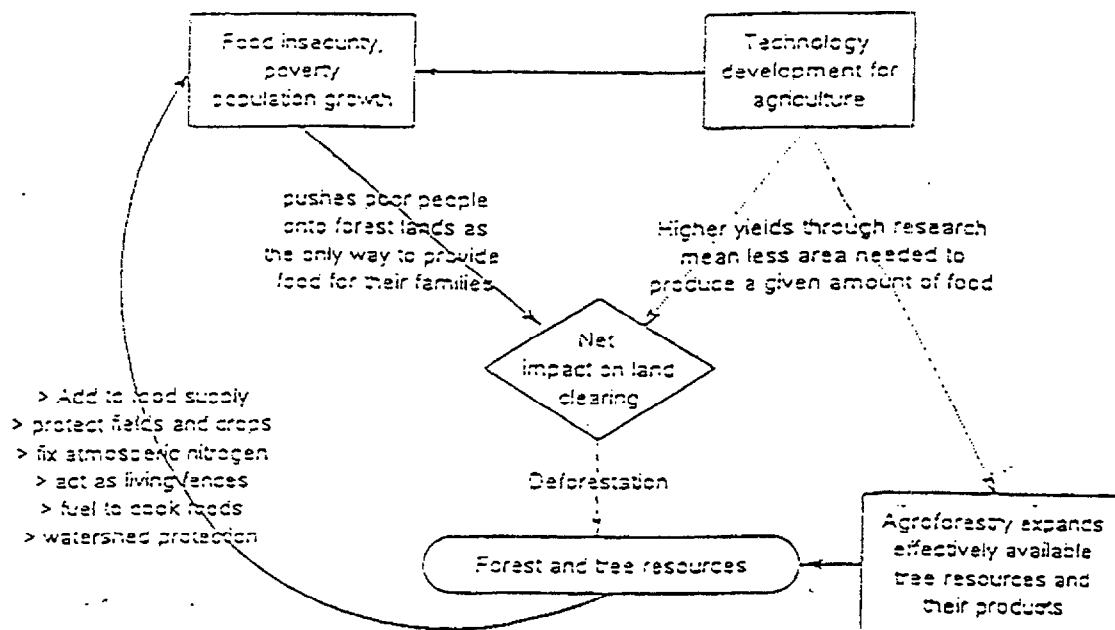 Food insecurity,
poverty
population growth
Technology
development for
agriculture
pushes poor people
onto forest lands as
the only way to provide
food for their families
Higher yields through research
mean less area needed to
produce a given amount of food
Net
impact on land
clearing
> Add to food supply
> protect fields and crops
> fix atmosperic nitrogen
> act as living fences
> fuel to cook foods
> watershed protection
Deforestation
Forest and tree resources
Agroforestry expands
effectively available
tree resources and
their products